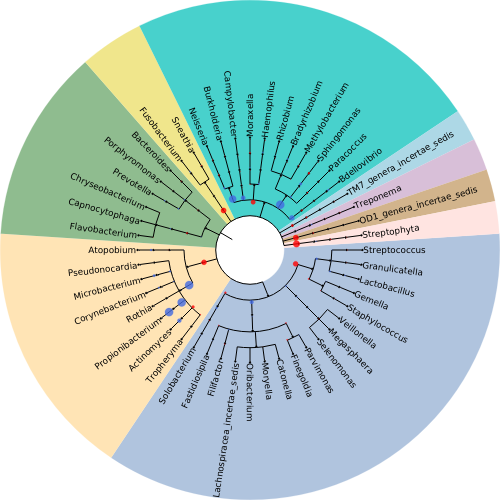 Fusobacterium
Sneathia
Neisseria
Burkholderia
Campylobacter
Moraxella
Haemophilus
Rhizobium
Bradyrhizobium
Methylobacterium
Sphingomonas
Paracoccus
Bdellovibrio
TM7_genera_incertae_sedis
Treponema
OD1_genera_incertae_sedis
Streptophyta
Streptococcus
Granulicatella
Lactobacillus
Gemella
Staphylococcus
Veillonella
Megasphaera
Selenomonas
Parvimonas
Finegoldia
Catonella
Moryella
Oribacterium
Lachnospiracea_incertae_sedis
Filifactor
Fastidiosipila
Solobacterium
Tropheryma
Actinomyces
Propionibacterium
Rothia
Corynebacterium
Microbacterium
Pseudonocardia
Atopobium
Flavobacterium
Capnocytophaga
Chryseobacterium
Prevotella
Porphyromonas
Bacteroides